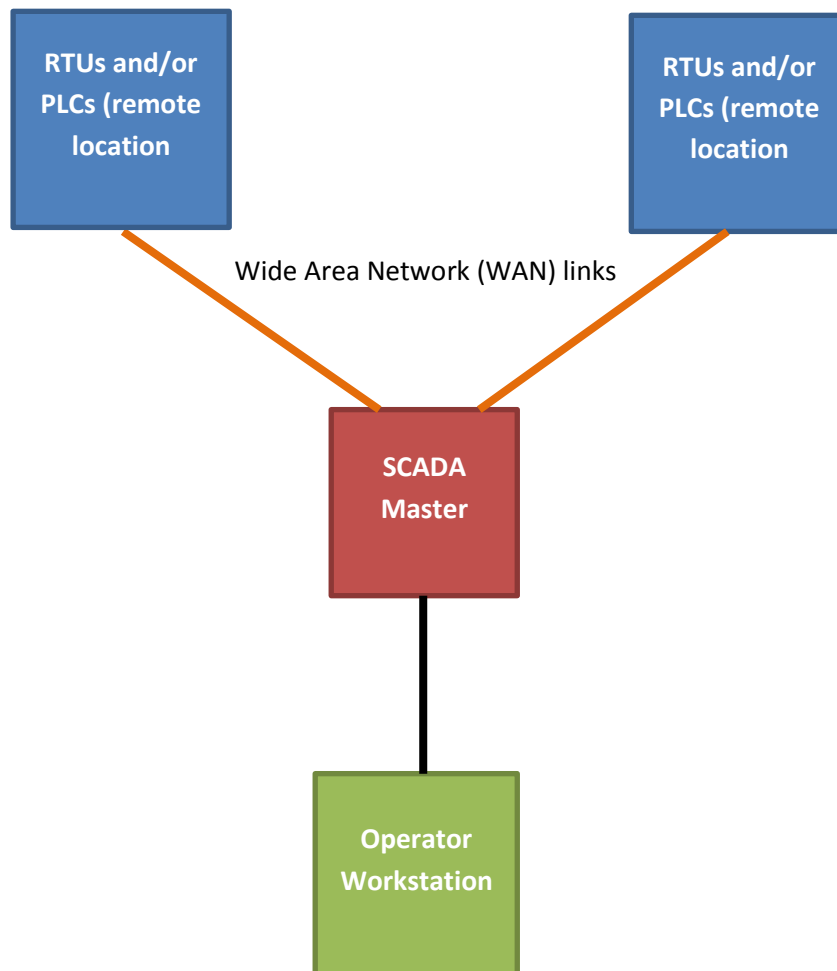 RTUs and/or
PLCs (remote
location
RTUs and/or
PLCs (remote
location
Wide Area Network (WAN) links
SCADA
Master
Operator
Workstation